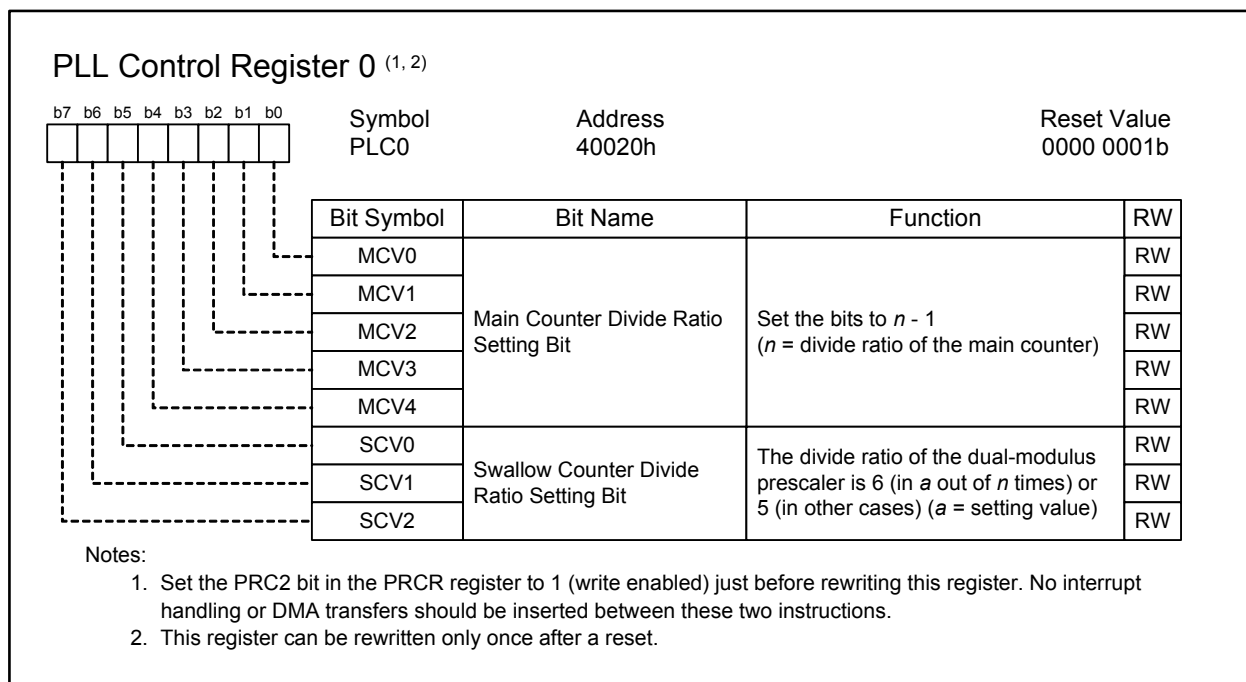 PLL Control Register 0 (1, 2)
b7 b6 b5 b4 b3 b2 b1 b0
Symbol Address Reset Value
PLC0 40020h 0000 0001b
Bit Symbol Bit Name Function RW
MCV0 RW
MCV1 RW
MCV2 RW
MCV3 RW
MCV4 RW
Main Counter Divide Ratio
Setting Bit
Set the bits to n - 1
(n = divide ratio of the main counter)
SCV0 RW
SCV1 RW
SCV2 RW
Swallow Counter Divide
Ratio Setting Bit
The divide ratio of the dual-modulus
prescaler is 6 (in a out of n times) or
5 (in other cases) (a = setting value)
Notes:
1. Set the PRC2 bit in the PRCR register to 1 (write enabled) just before rewriting this register. No interrupt
handling or DMA transfers should be inserted between these two instructions.
2. This register can be rewritten only once after a reset.